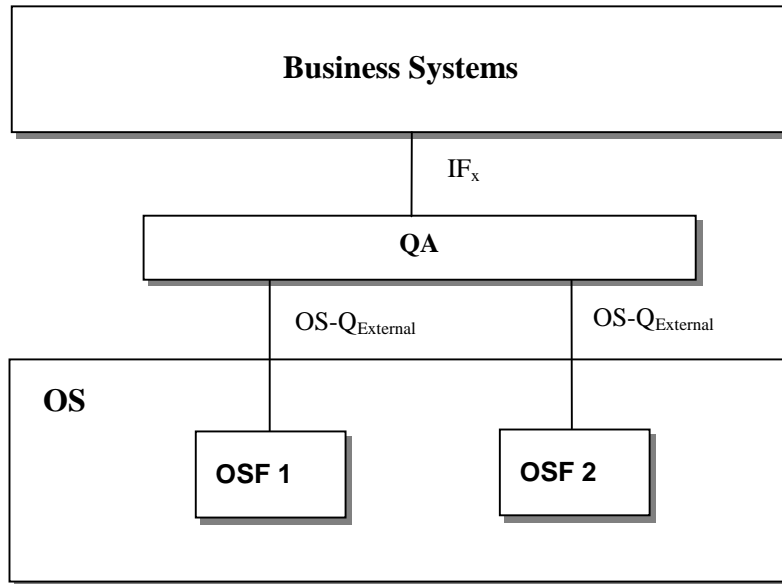 Business Systems
IFx
QA
OS-QExternal
OS-QExternal
OS
OSF 1
OSF 2